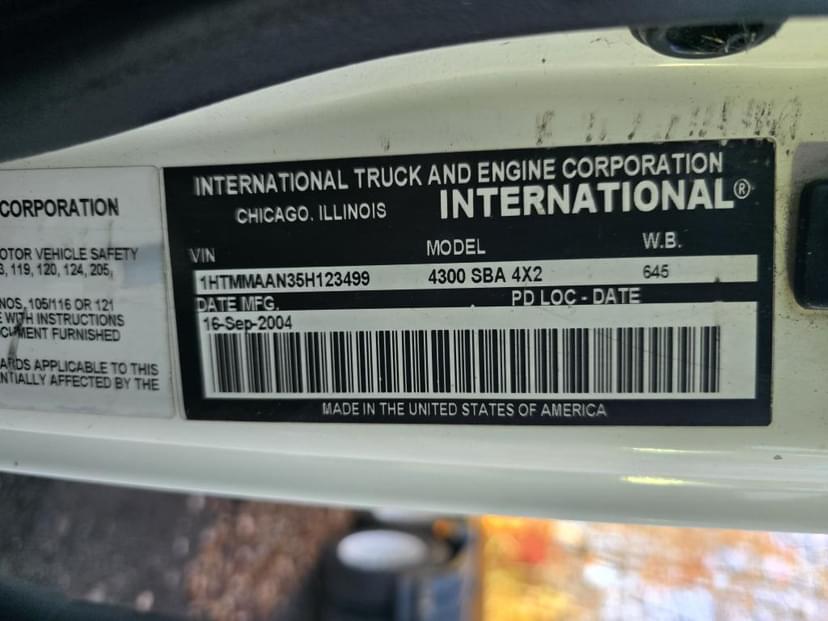 CORPORATION
OTOR VEHICLE SAFETY
3, 119, 120, 124, 205,
NOS, 105/116 OR 121
E WITH INSTRUCTIONS
CUMENT FURNISHED
ARDS APPLICABLE TO THIS
NTIALLY AFFECTED BY THE
INTERNATIONAL TRUCK AND ENGINE CORPORATION
CHICAGO, ILLINOIS INTERNATIONAL®
VIN MODEL W.B.
1HTMMAAN35H123499 4300 SBA 4X2 645
DATE MFG. PD LOC - DATE
16-Sep-2004
MADE IN THE UNITED STATES OF AMERICA